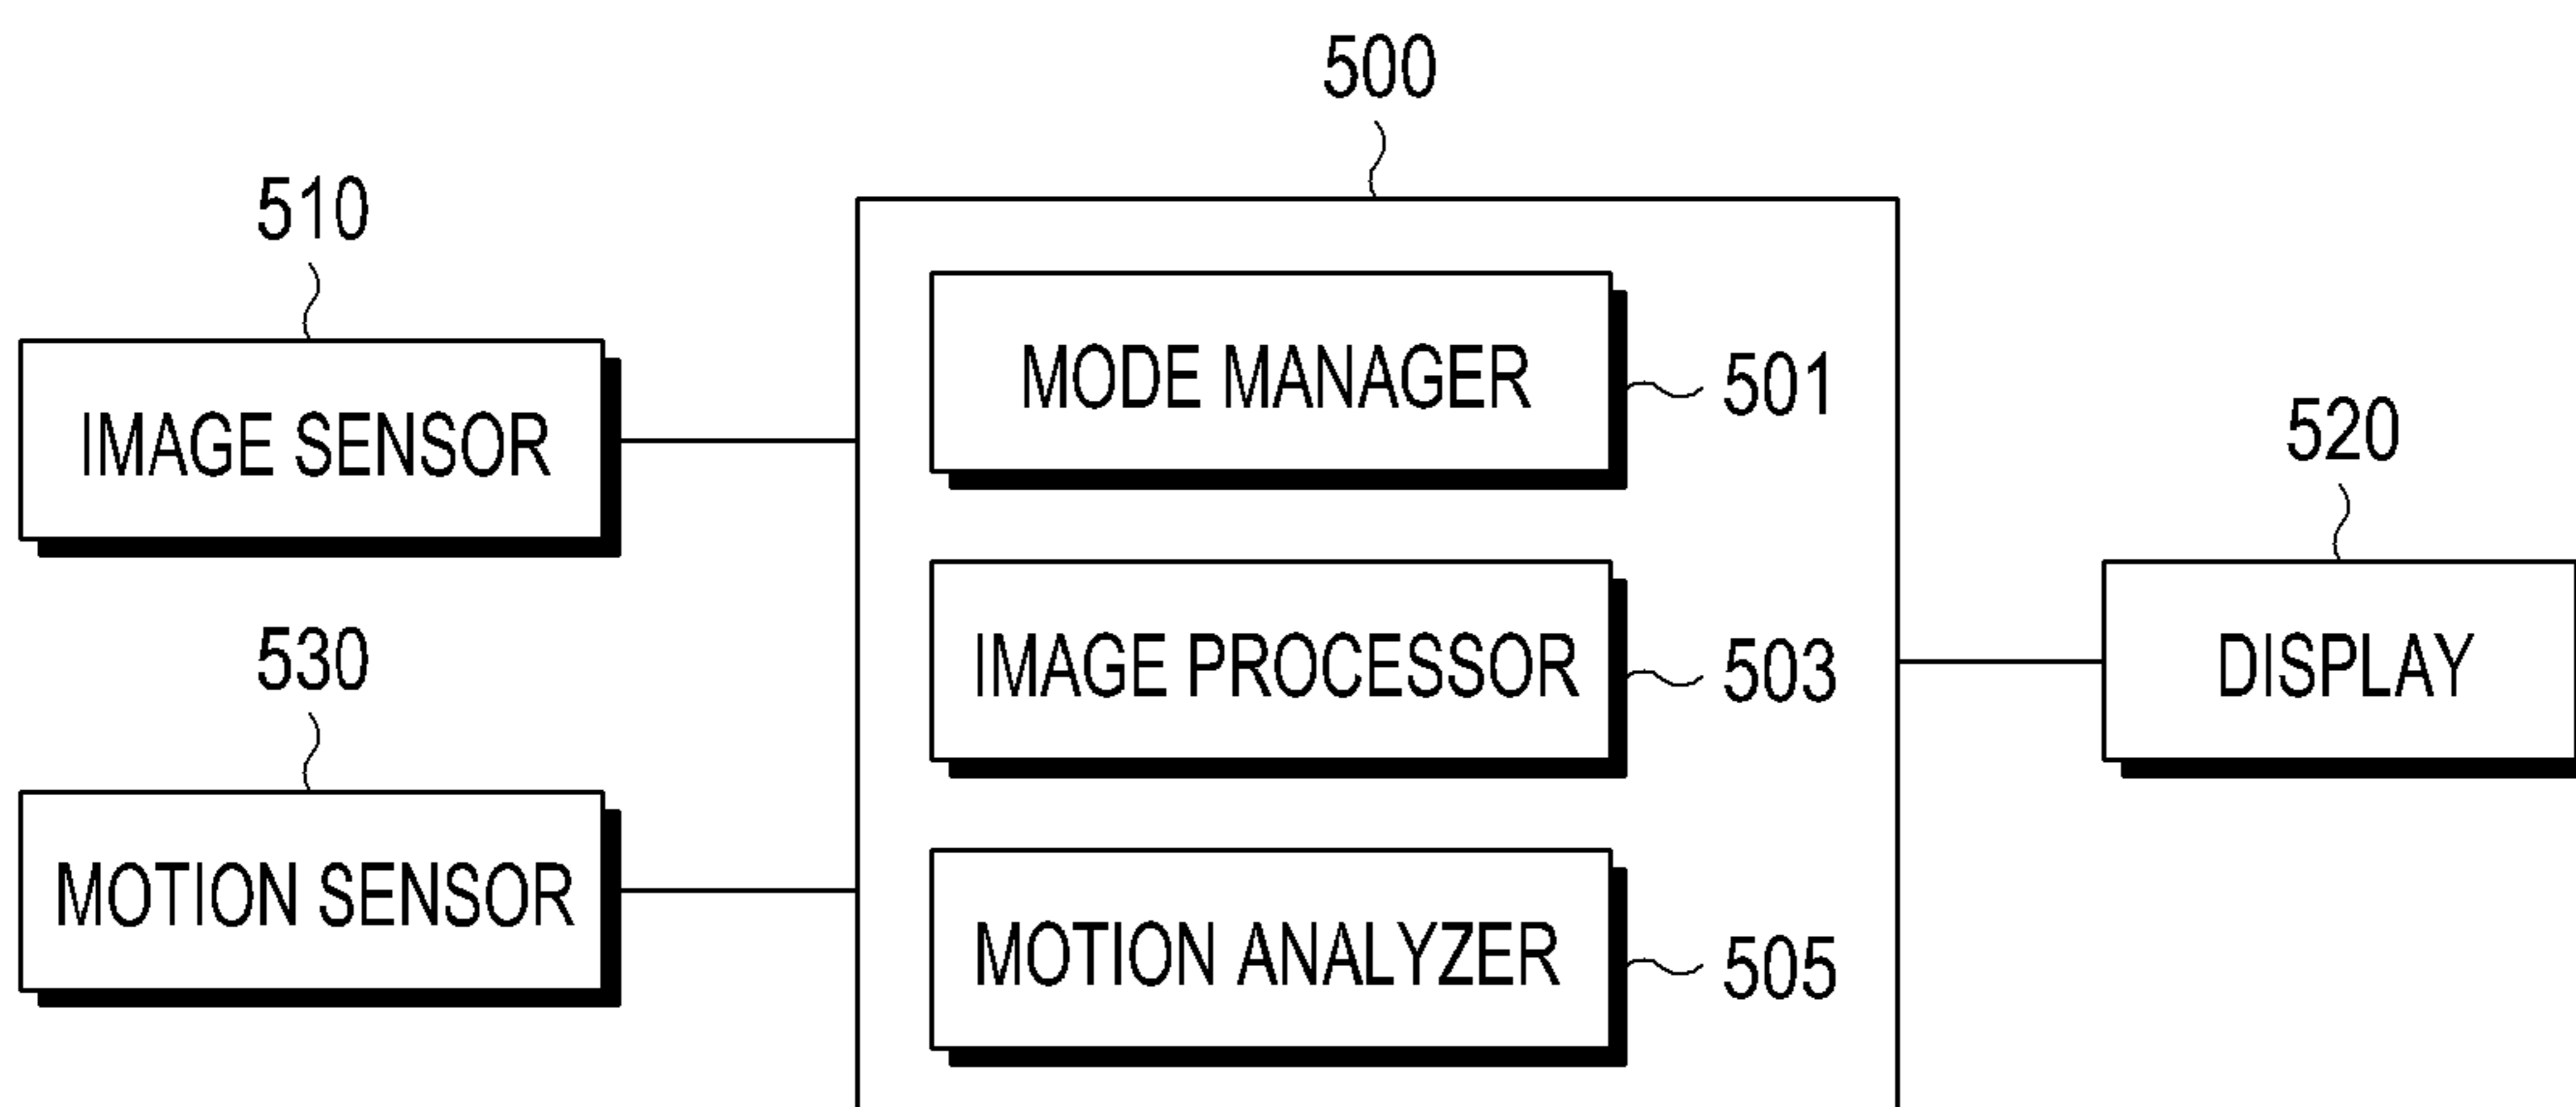 500
510
IMAGE SENSOR
530
MOTION SENSOR
MODE MANAGER
501
IMAGE PROCESSOR
503
MOTION ANALYZER
505
520
DISPLAY